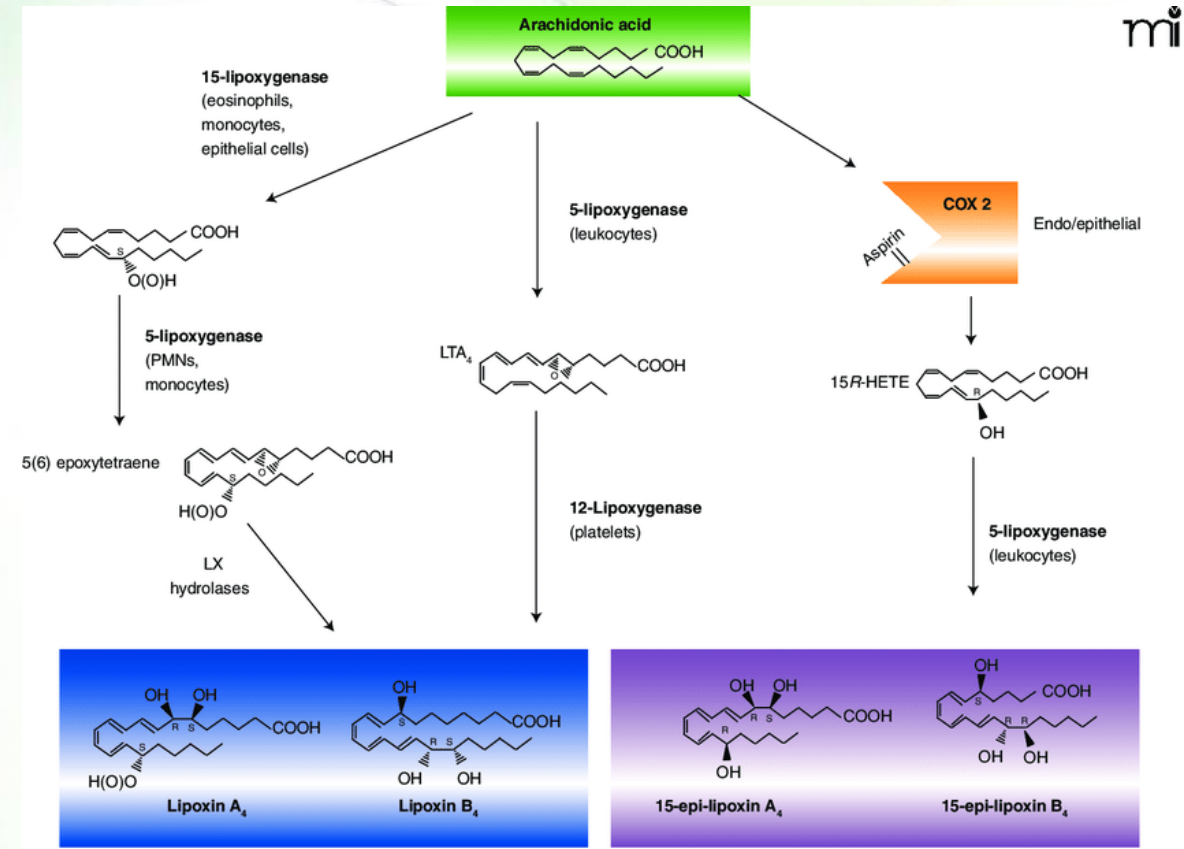 Arachidonic acid
COOH
mi
15-lipoxygenase
(eosinophils,
monocytes,
epithelial cells)
5-lipoxygenase
(leukocytes)
COX 2
Aspirin
Endo/epithelial
COOH
S
O(O)H
5-lipoxygenase
(PMNs,
monocytes)
LTA4
O
COOH
15R-HETE
COOH
R
OH
5(6) epoxytetraene
COOH
O
S
H(O)O
12-Lipoxygenase
(platelets)
5-lipoxygenase
(leukocytes)
LX
hydrolases
OH OH
R S
COOH
S
H(O)O
Lipoxin A4
OH
S
COOH
R S
OH OH
Lipoxin B4
OH OH
R S
COOH
R
OH
15-epi-lipoxin A4
OH
S
COOH
R R
OH OH
15-epi-lipoxin B4